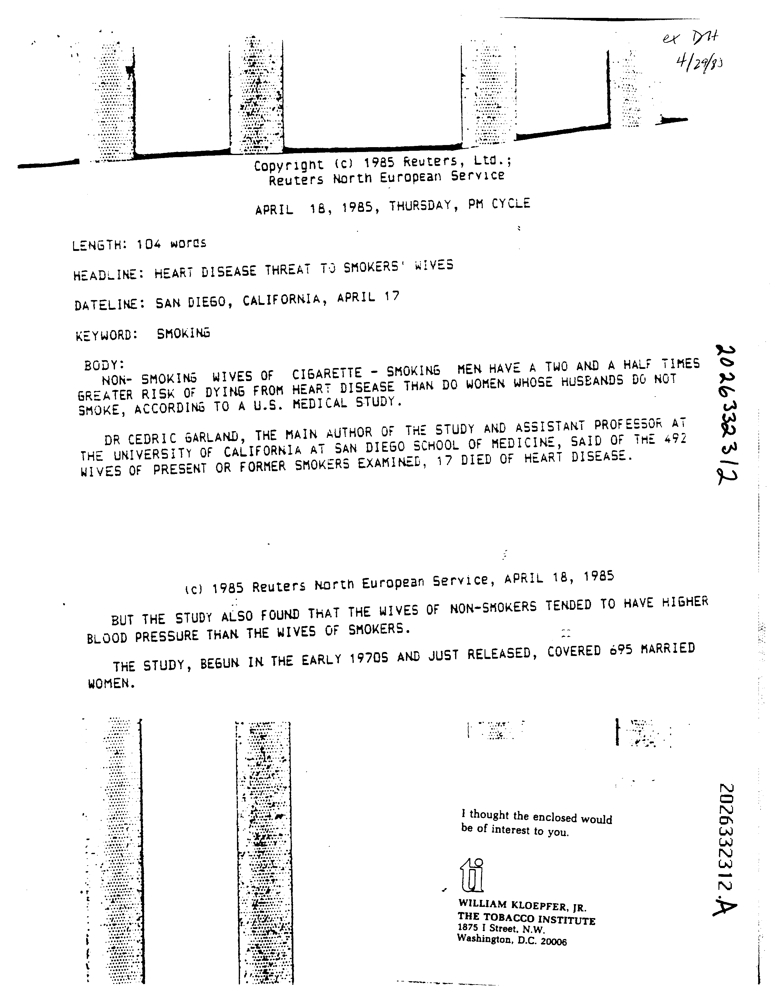 ex DH
4/29/85
Copyright (c) 1985 Reuters, Ltd.;
Reuters North European Service
APRIL 18, 1985, THURSDAY, PM CYCLE
LENGTH: 104 words
HEADLINE: HEART DISEASE THREAT TO SMOKERS' WIVES
DATELINE: SAN DIEGO, CALIFORNIA, APRIL 17
KEYWORD: SMOKING
BODY:
NON- SMOKING WIVES OF CIGARETTE - SMOKING MEN HAVE A TWO AND A HALF TIMES
GREATER RISK OF DYING FROM HEART DISEASE THAN DO WOMEN WHOSE HUSBANDS DO NOT
SMOKE, ACCORDING TO A U.S. MEDICAL STUDY.
DR CEDRIC GARLAND, THE MAIN AUTHOR OF THE STUDY AND ASSISTANT PROFESSOR AT
THE UNIVERSITY OF CALIFORNIA AT SAN DIEGO SCHOOL OF MEDICINE, SAID OF THE 492
WIVES OF PRESENT OR FORMER SMOKERS EXAMINED, 17 DIED OF HEART DISEASE.
2026332312
(c) 1985 Reuters North European Service, APRIL 18, 1985
BUT THE STUDY ALSO FOUND THAT THE WIVES OF NON-SMOKERS TENDED TO HAVE HIGHER
BLOOD PRESSURE THAN THE WIVES OF SMOKERS.
THE STUDY, BEGUN IN THE EARLY 1970S AND JUST RELEASED, COVERED 695 MARRIED
WOMEN.
I thought the enclosed would
be of interest to you.
ti
WILLIAM KLOEPFER, JR.
THE TOBACCO INSTITUTE
1875 I Street, N.W.
Washington, D.C. 20006
2026332312 A